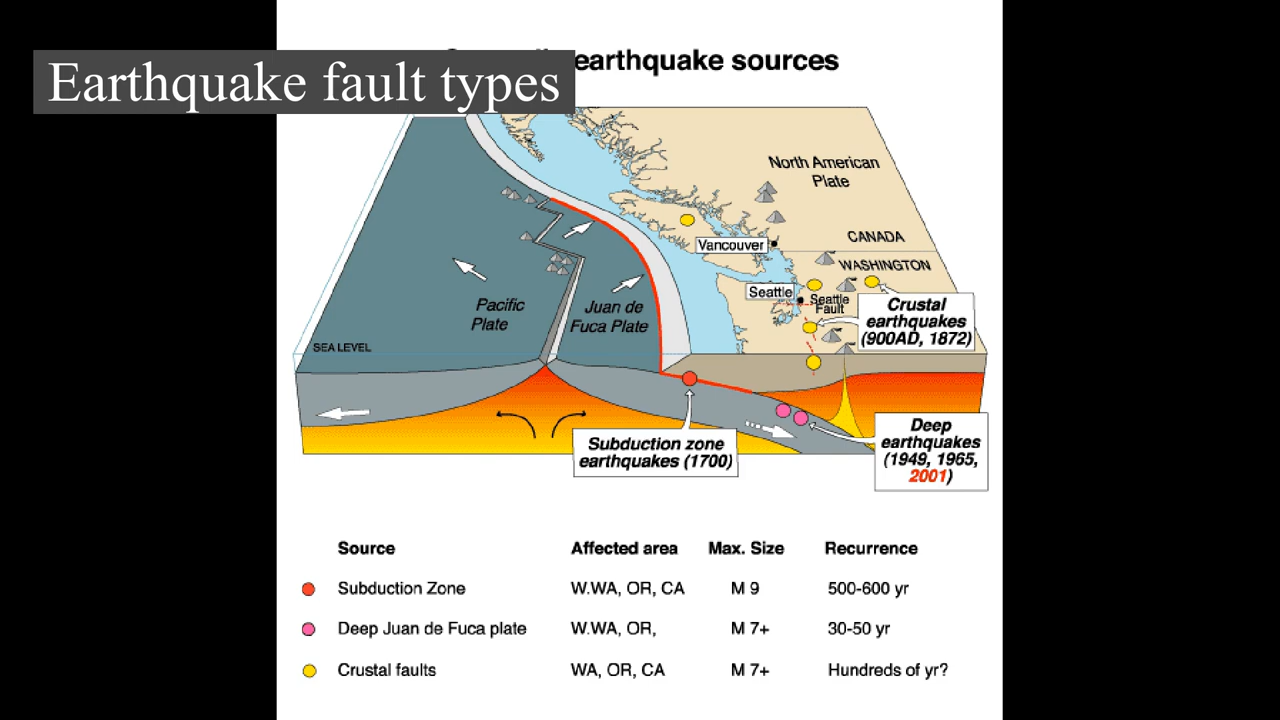 Earthquake fault types
earthquake sources
North American
Plate
CANADA
Vancouver
WASHINGTON
Seattle
Seattle
Fault
Crustal
earthquakes
(900AD, 1872)
Pacific
Plate
Juan de
Fuca Plate
SEA LEVEL
Subduction zone
earthquakes (1700)
Deep
earthquakes
(1949, 1965,
2001)
Source Affected area Max. Size Recurrence
Subduction Zone W.WA, OR, CA M 9 500-600 yr
Deep Juan de Fuca plate W.WA, OR, M 7+ 30-50 yr
Crustal faults WA, OR, CA M 7+ Hundreds of yr?